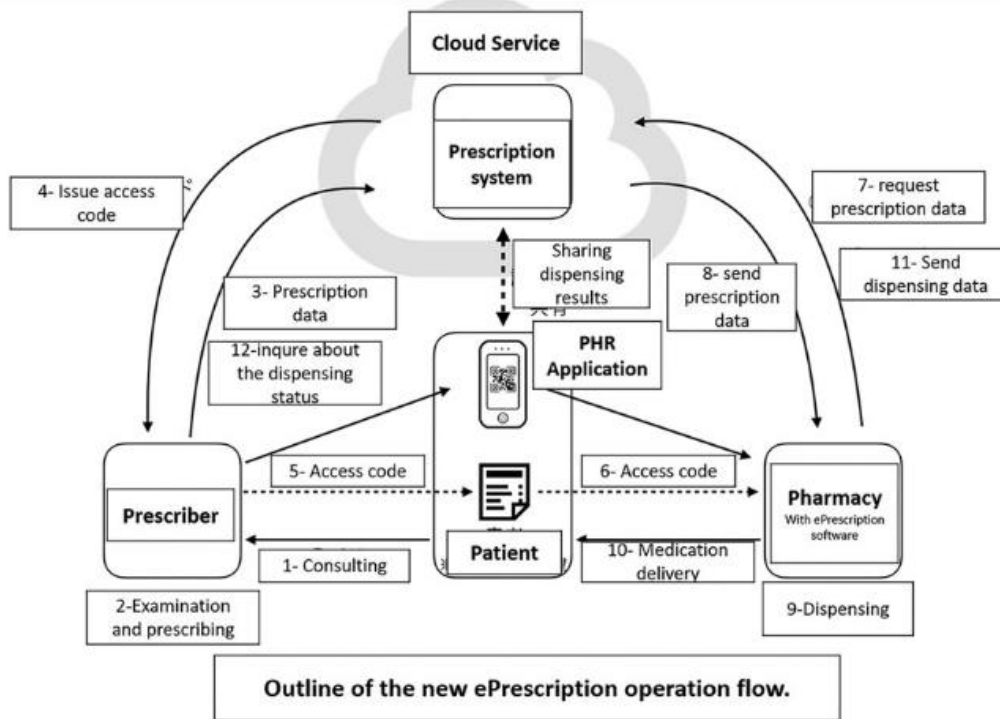 Cloud Service
Prescription
system
4- Issue access
code
7- request
prescription data
Sharing
dispensing
results
11- Send
dispensing data
8- send
prescription
data
3- Prescription
data
12-inqure about
the dispensing
status
PHR
Application
5- Access code
6- Access code
Prescriber
Pharmacy
With ePrescription
software
Patient
1- Consulting
10- Medication
delivery
2-Examination
and prescribing
9-Dispensing
Outline of the new ePrescription operation flow.